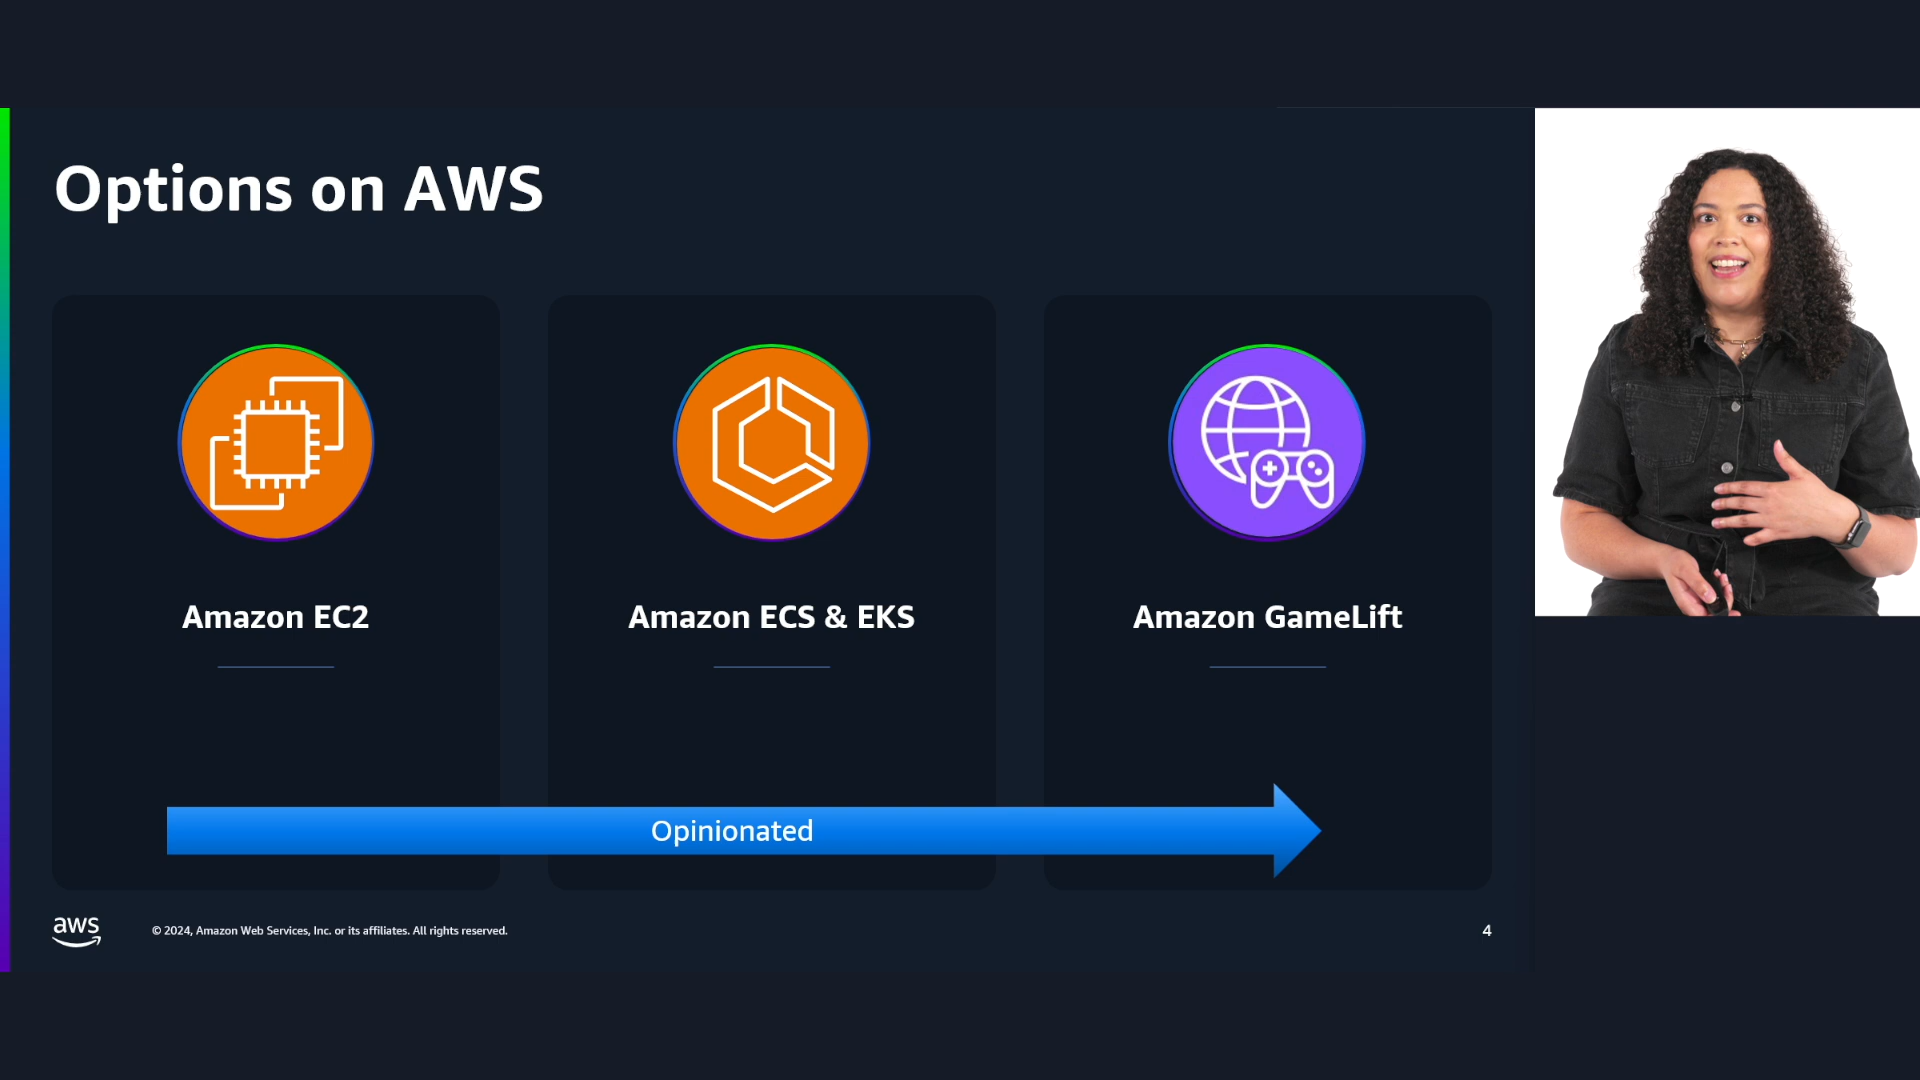 Options on AWS
Amazon EC2
Amazon ECS & EKS
Amazon GameLift
Opinionated
aws
© 2024, Amazon Web Services, Inc. or its affiliates. All rights reserved.
4